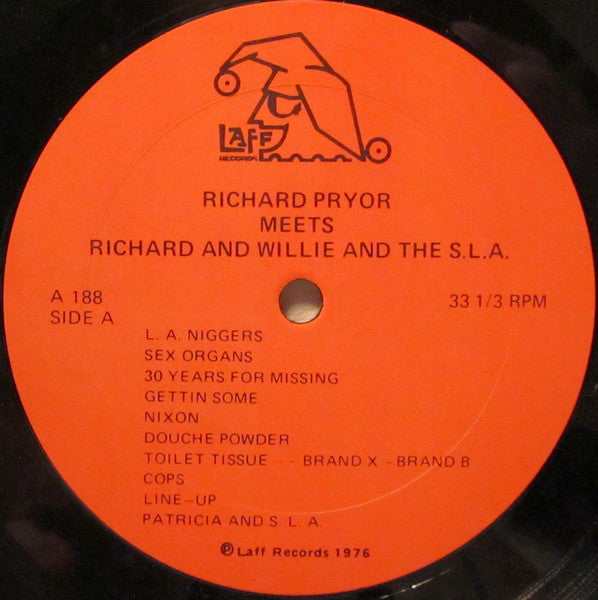 LAFF
RECORDS
RICHARD PRYOR
MEETS
RICHARD AND WILLIE AND THE S.L.A.
A 188
SIDE A
33 1/3 RPM
L. A. NIGGERS
SEX ORGANS
30 YEARS FOR MISSING
GETTIN SOME
NIXON
DOUCHE POWDER
TOILET TISSUE -- - BRAND X - BRAND B
COPS
LINE-UP
PATRICIA AND S. L. A.
℗ Laff Records 1976